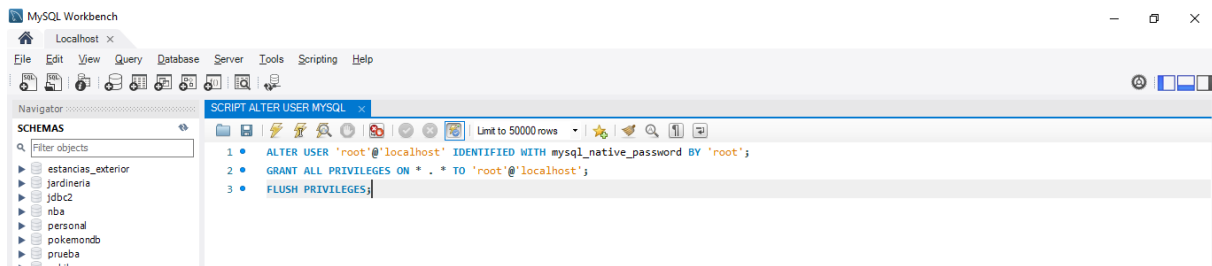 MySQL Workbench
Localhost ×
File Edit View Query Database Server Tools Scripting Help
Navigator
SCRIPT ALTER USER MYSQL ×
SCHEMAS
Limit to 50000 rows
Filter objects
1 ALTER USER 'root'@'localhost' IDENTIFIED WITH mysql_native_password BY 'root';
2 GRANT ALL PRIVILEGES ON * . * TO 'root'@'localhost';
3 FLUSH PRIVILEGES;
estancias_exterior
jardineria
jdbc2
nba
personal
pokemondb
prueba